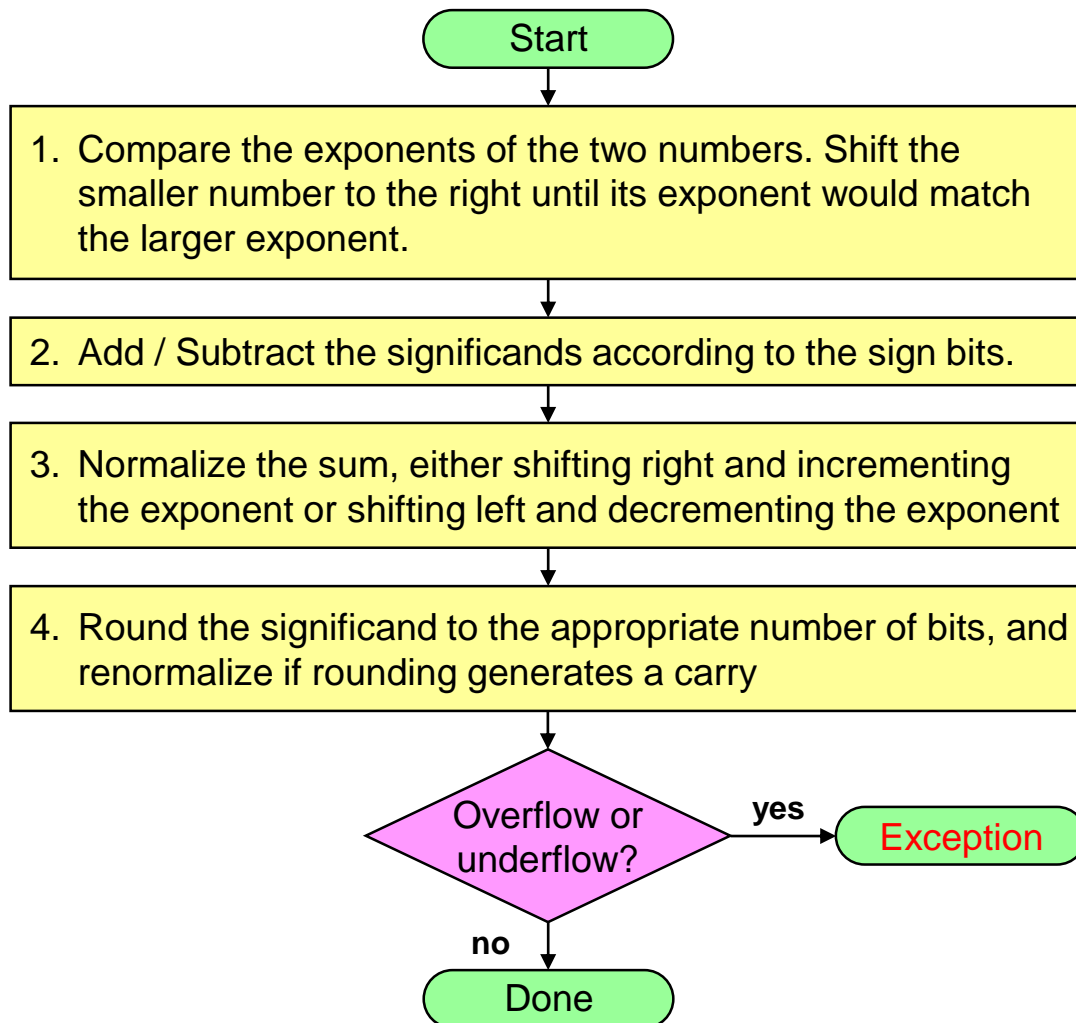 Start
1. Compare the exponents of the two numbers. Shift the
smaller number to the right until its exponent would match
the larger exponent.
2. Add / Subtract the significands according to the sign bits.
3. Normalize the sum, either shifting right and incrementing
the exponent or shifting left and decrementing the exponent
4. Round the significand to the appropriate number of bits, and
renormalize if rounding generates a carry
Overflow or
underflow?
yes
Exception
no
Done